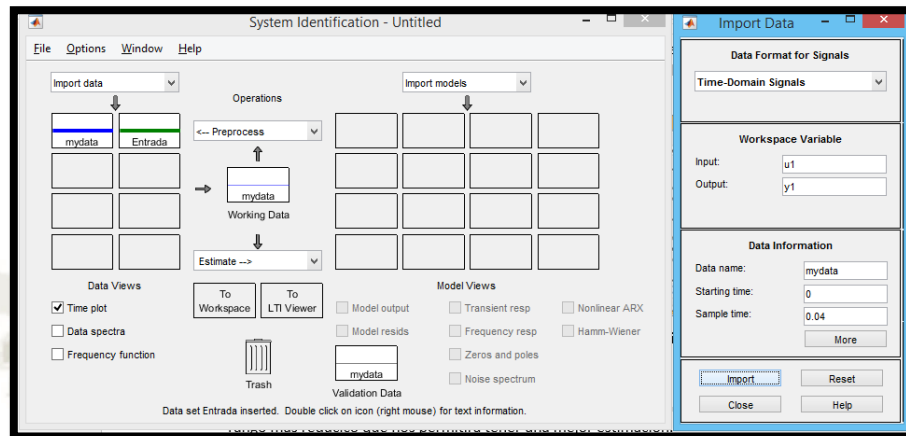 System Identification - Untitled
File Options Window Help
Import data
Import models
Operations
mydata
Entrada
<-- Preprocess
mydata
Working Data
Estimate -->
Data Views
Time plot
Data spectra
Frequency function
To Workspace
To LTI Viewer
Trash
Model Views
Model output
Transient resp
Nonlinear ARX
Model resids
Frequency resp
Hamm-Wiener
Zeros and poles
Noise spectrum
mydata
Validation Data
Data set Entrada inserted. Double click on icon (right mouse) for text information.
Import Data
Data Format for Signals
Time-Domain Signals
Workspace Variable
Input: u1
Output: y1
Data Information
Data name: mydata
Starting time: 0
Sample time: 0.04
More
Import Reset
Close Help